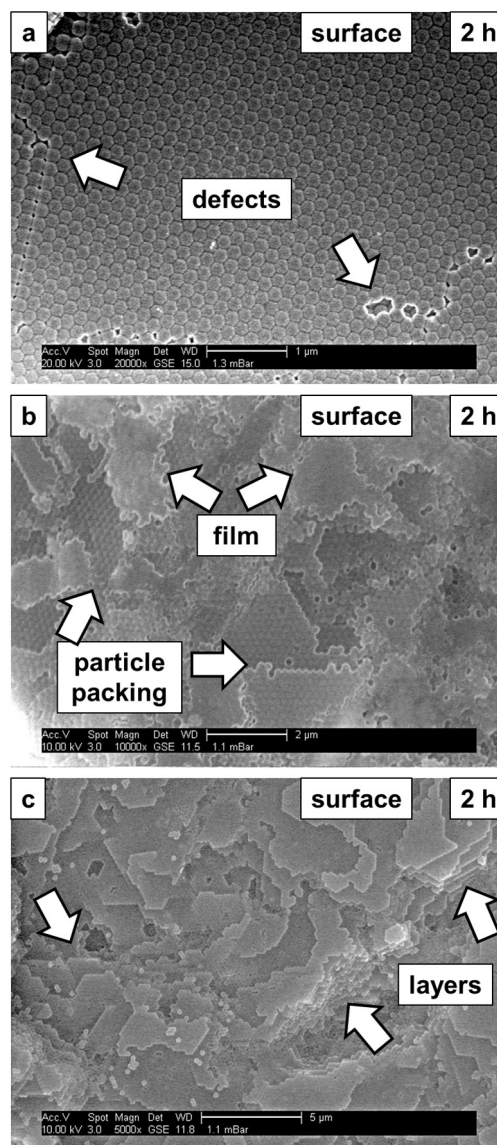 a
surface
2 h
defects
Acc.V Spot Magn Det WD 1 µm
20.00 kV 3.0 20000x GSE 15.0 1.3 mBar
b
surface
2 h
film
particle
packing
Acc.V Spot Magn Det WD 2 µm
10.00 kV 3.0 10000x GSE 11.5 1.1 mBar
c
surface
2 h
layers
Acc.V Spot Magn Det WD 5 µm
10.00 kV 3.0 5000x GSE 11.8 1.1 mBar